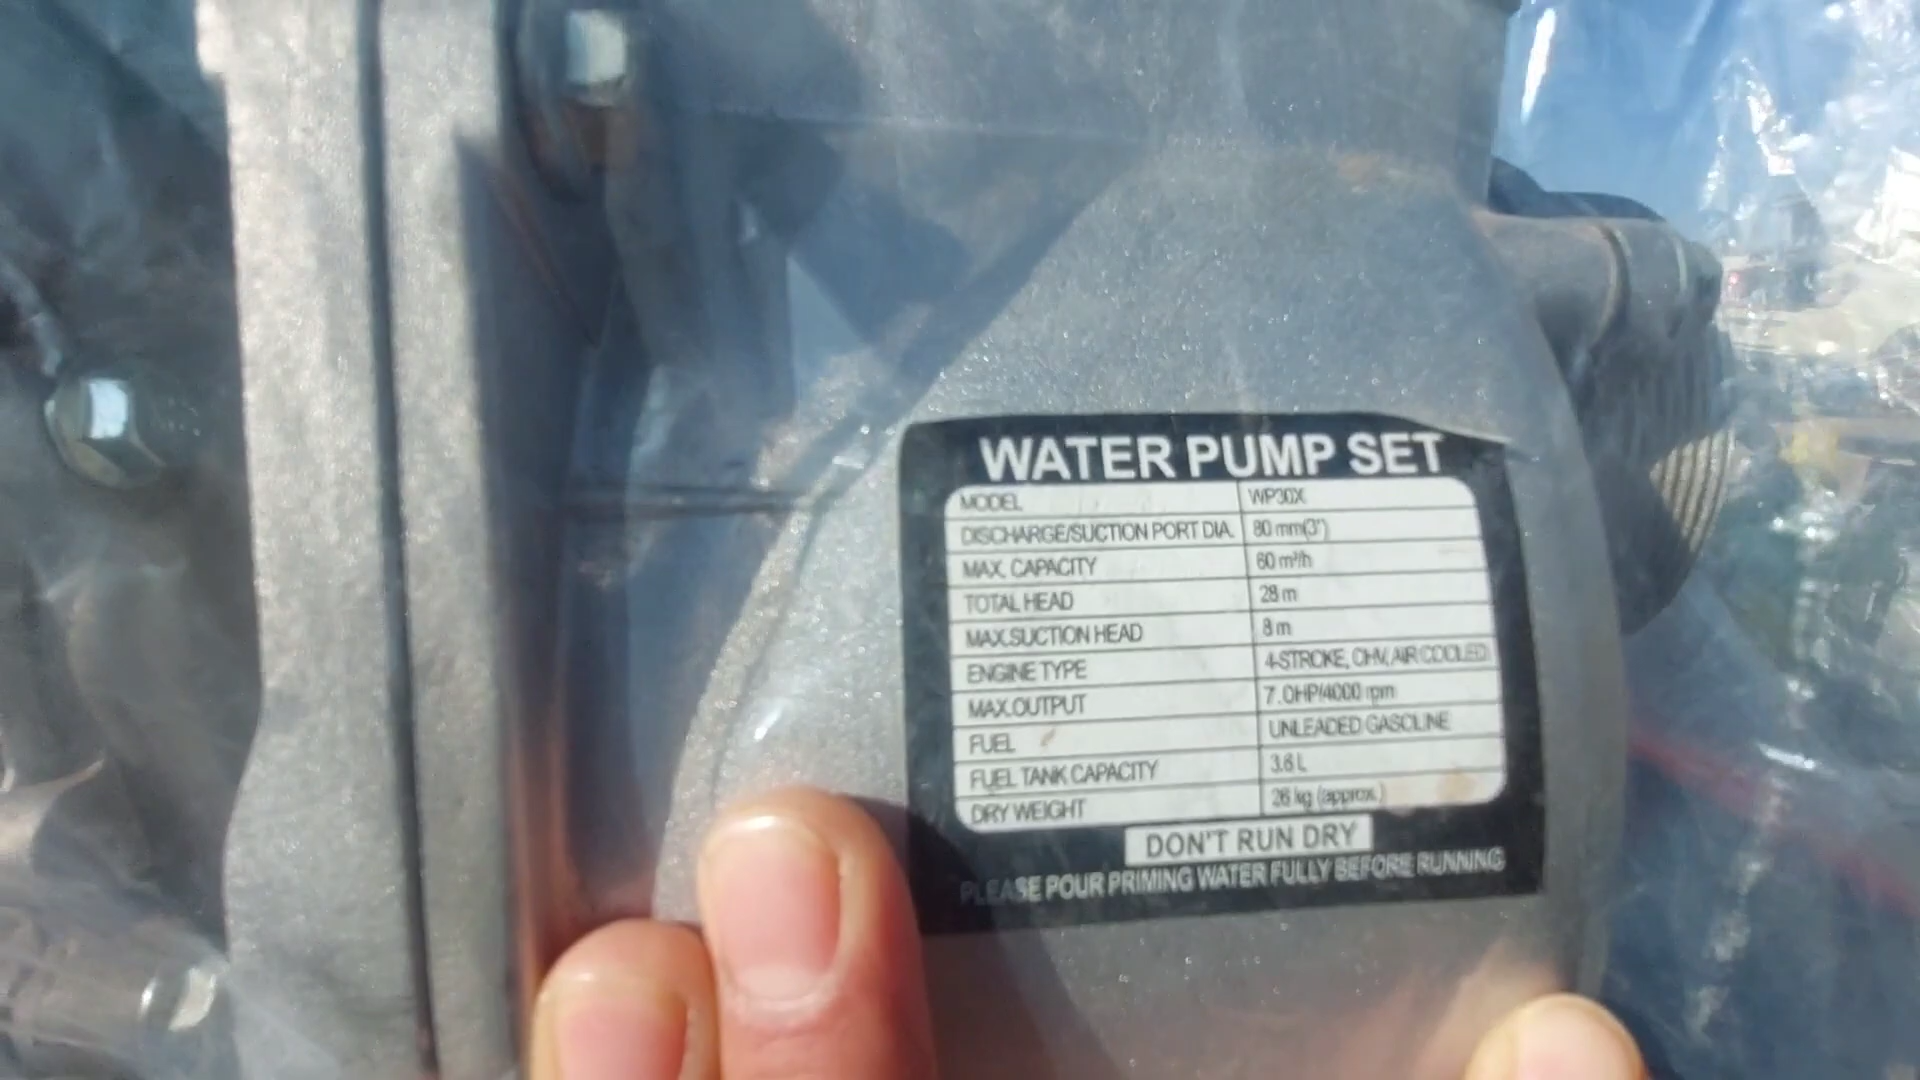 WATER PUMP SET
MODEL WP30X
DISCHARGE/SUCTION PORT DIA. 80 mm(3")
MAX. CAPACITY 60 m³/h
TOTAL HEAD 28 m
MAX.SUCTION HEAD 8 m
ENGINE TYPE 4-STROKE, OHV, AIR COOLED
MAX.OUTPUT 7.0HP/4000 rpm
FUEL UNLEADED GASOLINE
FUEL TANK CAPACITY 3.6 L
DRY WEIGHT 26 kg (approx.)
DON'T RUN DRY
PLEASE POUR PRIMING WATER FULLY BEFORE RUNNING